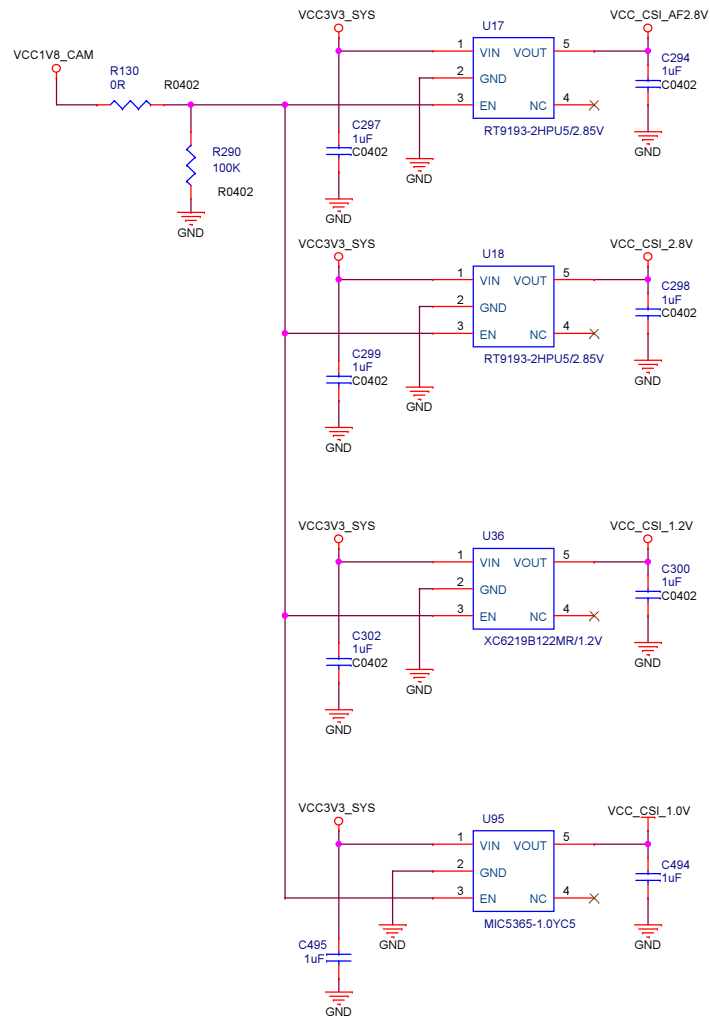 VCC1V8_CAM
R130
0R
R0402
R290
100K
R0402
GND
VCC3V3_SYS
U17
VCC_CSI_AF2.8V
1 VIN VOUT 5
2 GND
3 EN NC 4
RT9193-2HPU5/2.85V
C294
1uF
C0402
GND
C297
1uF
C0402
GND
GND
VCC3V3_SYS
U18
VCC_CSI_2.8V
1 VIN VOUT 5
2 GND
3 EN NC 4
RT9193-2HPU5/2.85V
C298
1uF
C0402
GND
C299
1uF
C0402
GND
GND
VCC3V3_SYS
U36
VCC_CSI_1.2V
1 VIN VOUT 5
2 GND
3 EN NC 4
XC6219B122MR/1.2V
C300
1uF
C0402
GND
C302
1uF
C0402
GND
GND
VCC3V3_SYS
U95
VCC_CSI_1.0V
1 VIN VOUT 5
2 GND
3 EN NC 4
MIC5365-1.0YC5
C494
1uF
GND
GND
C495
1uF
GND